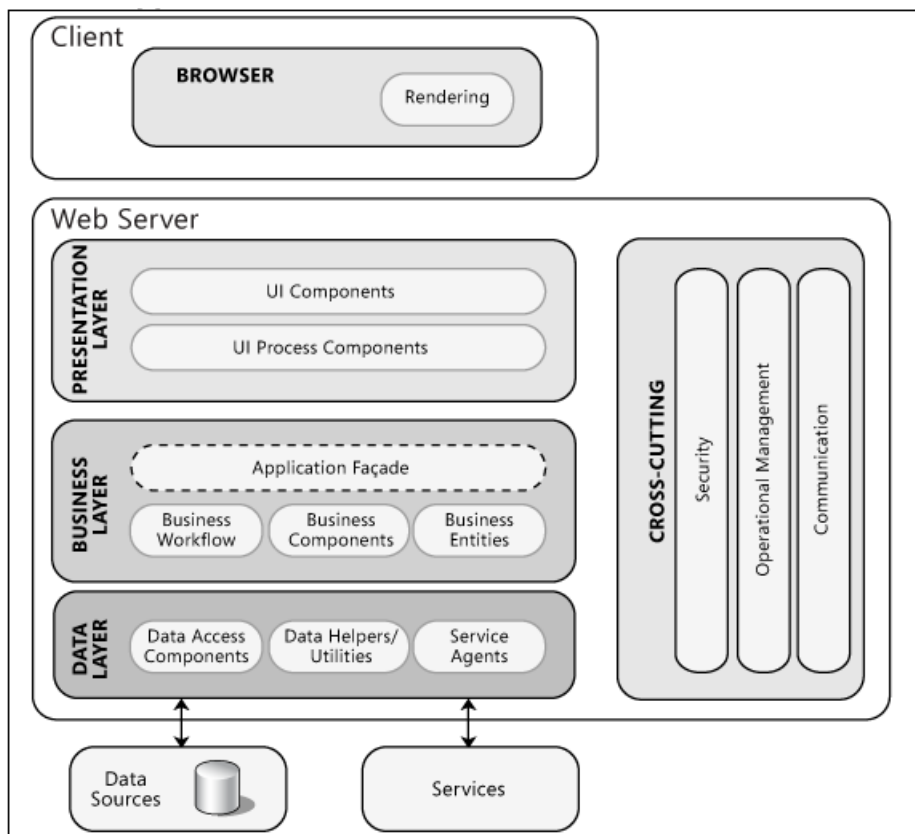 Client
BROWSER
Rendering
Web Server
PRESENTATION
LAYER
UI Components
UI Process Components
BUSINESS
LAYER
Application Façade
Business
Workflow
Business
Components
Business
Entities
DATA
LAYER
Data Access
Components
Data Helpers/
Utilities
Service
Agents
CROSS-CUTTING
Security
Operational Management
Communication
Data
Sources
Services